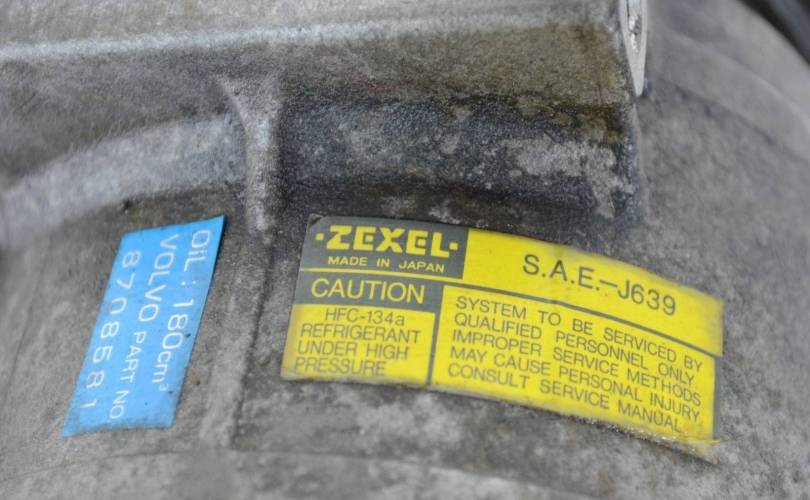 OiL : 180cm³
VOLVO PART NO
8708581
·ZEXEL·
MADE IN JAPAN
S.A.E.-J639
CAUTION
HFC-134a
REFRIGERANT
UNDER HIGH
PRESSURE
SYSTEM TO BE SERVICED BY
QUALIFIED PERSONNEL ONLY.
IMPROPER SERVICE METHODS
MAY CAUSE PERSONAL INJURY.
CONSULT SERVICE MANUAL.